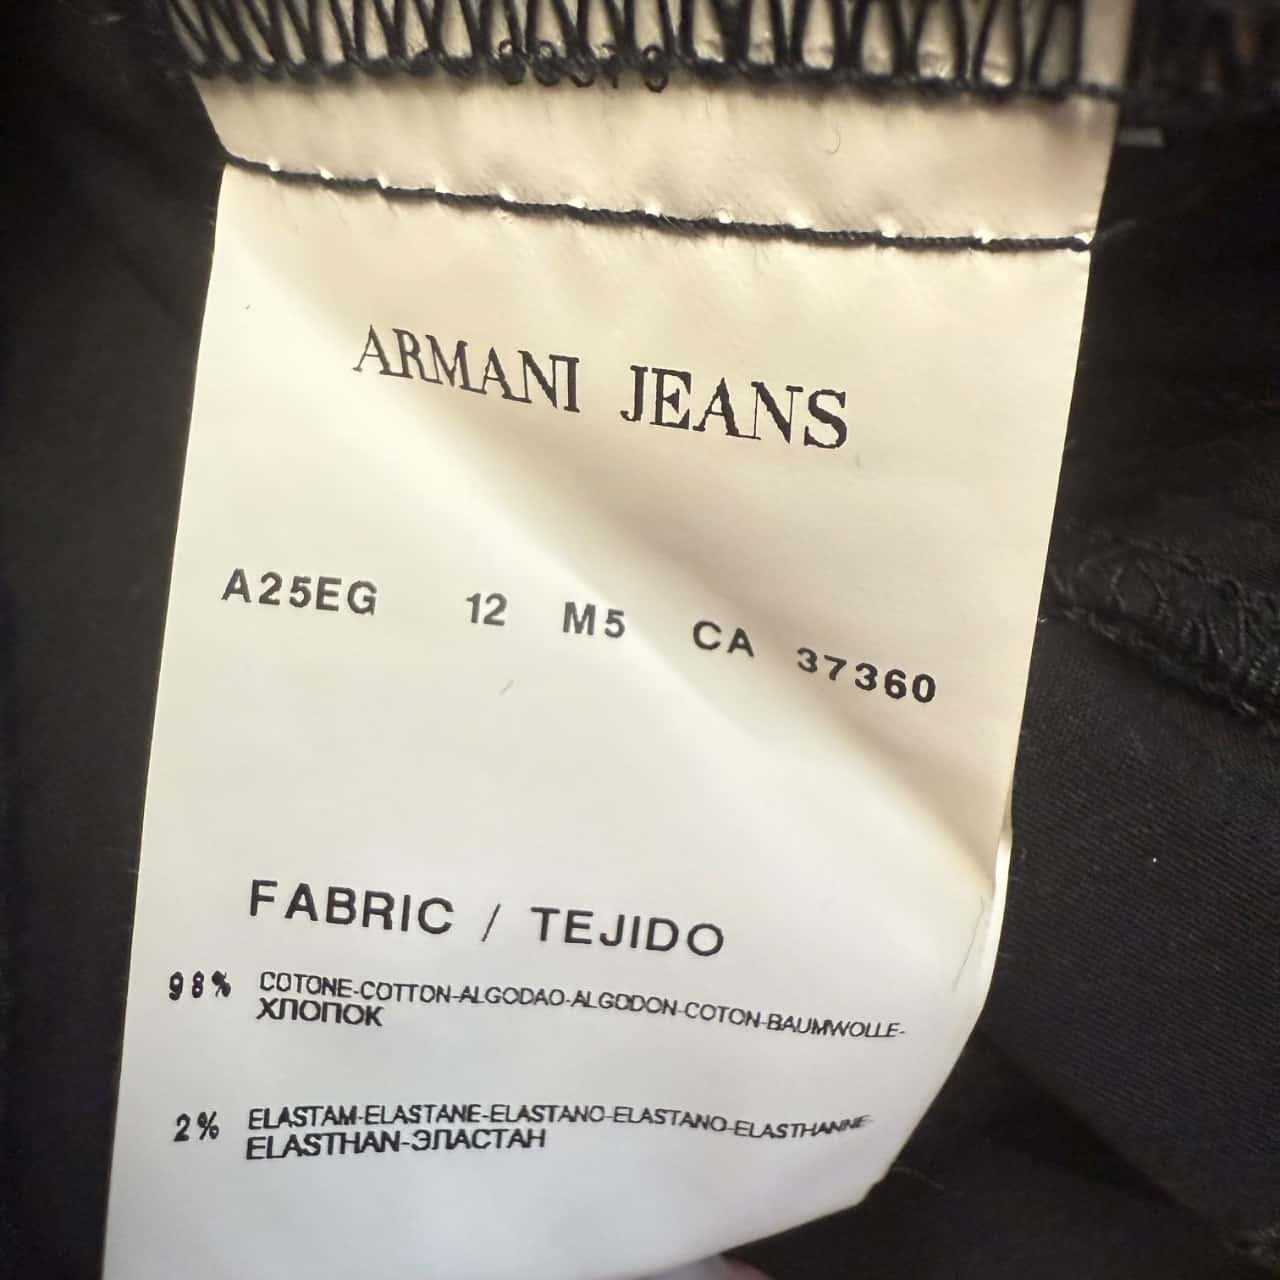 ARMANI JEANS
A25EG 12 M5 CA 37360
FABRIC / TEJIDO
98% COTONE-COTTON-ALGODAO-ALGODON-COTON-BAUMWOLLE-
ХЛОПОК
2% ELASTAM-ELASTANE-ELASTANO-ELASTANO-ELASTHANNE-
ELASTHAN-ЭЛАСТАН